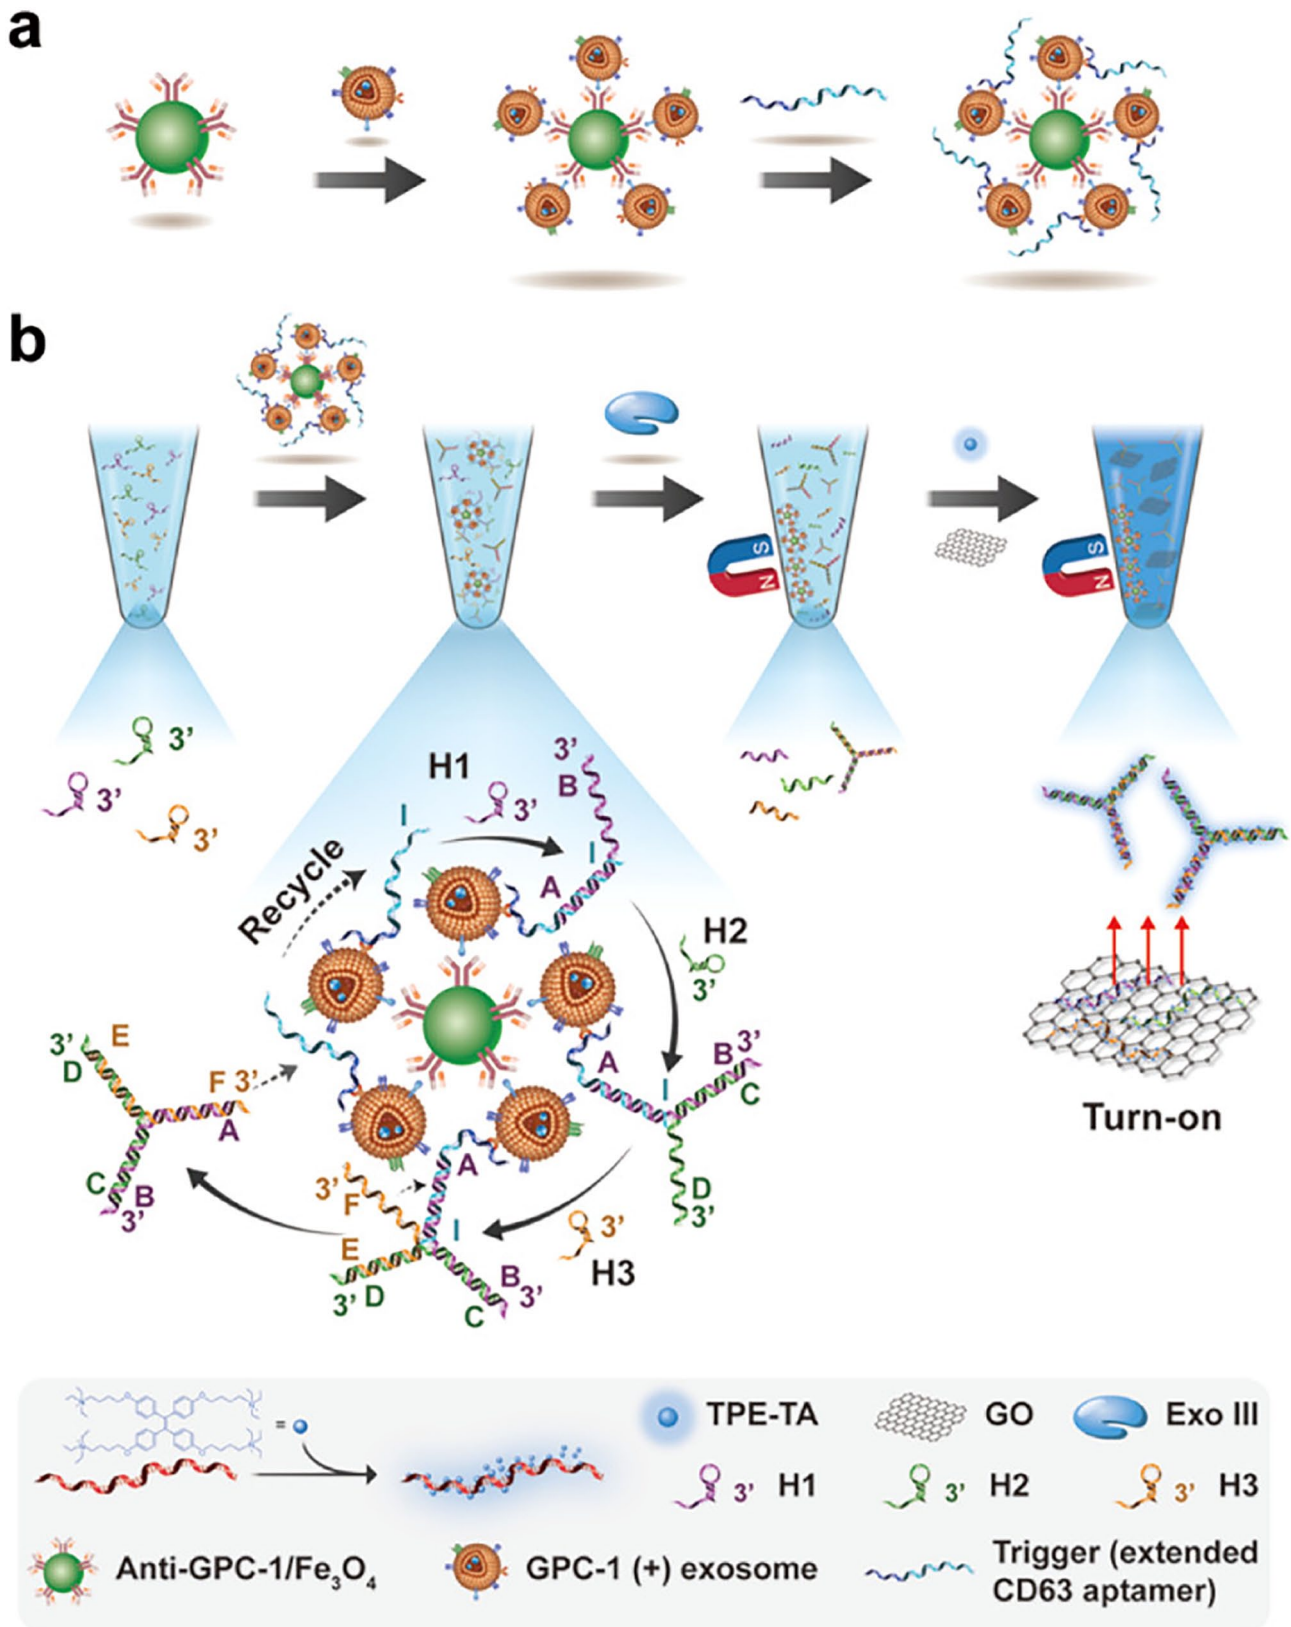 a
b
S
N
S
N
3’
3’
3’
H1
3’
3’
B
I
I
A
Recycle
H2
3’
3’
E
D
F 3’
A
C
B
3’
A
B
3’
I
C
D
3’
A
3’
F
I
E
3’ D
B
3’
C
3’
H3
Turn-on
=
TPE-TA
GO
Exo III
3’ H1
3’ H2
3’ H3
Anti-GPC-1/Fe₃O₄
GPC-1 (+) exosome
Trigger (extended
CD63 aptamer)